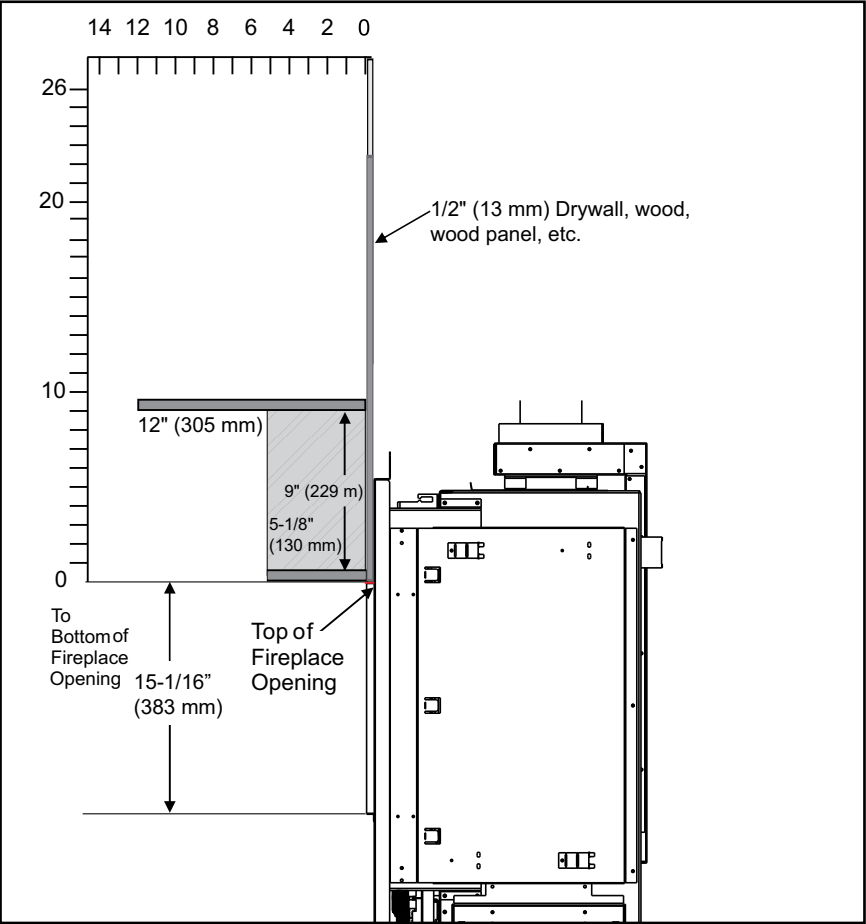 14 12 10 8 6 4 2 0
26
20
1/2" (13 mm) Drywall, wood,
wood panel, etc.
10
12" (305 mm)
9" (229 m)
5-1/8"
(130 mm)
0
To
Bottom of
Fireplace
Opening
15-1/16”
(383 mm)
Top of
Fireplace
Opening